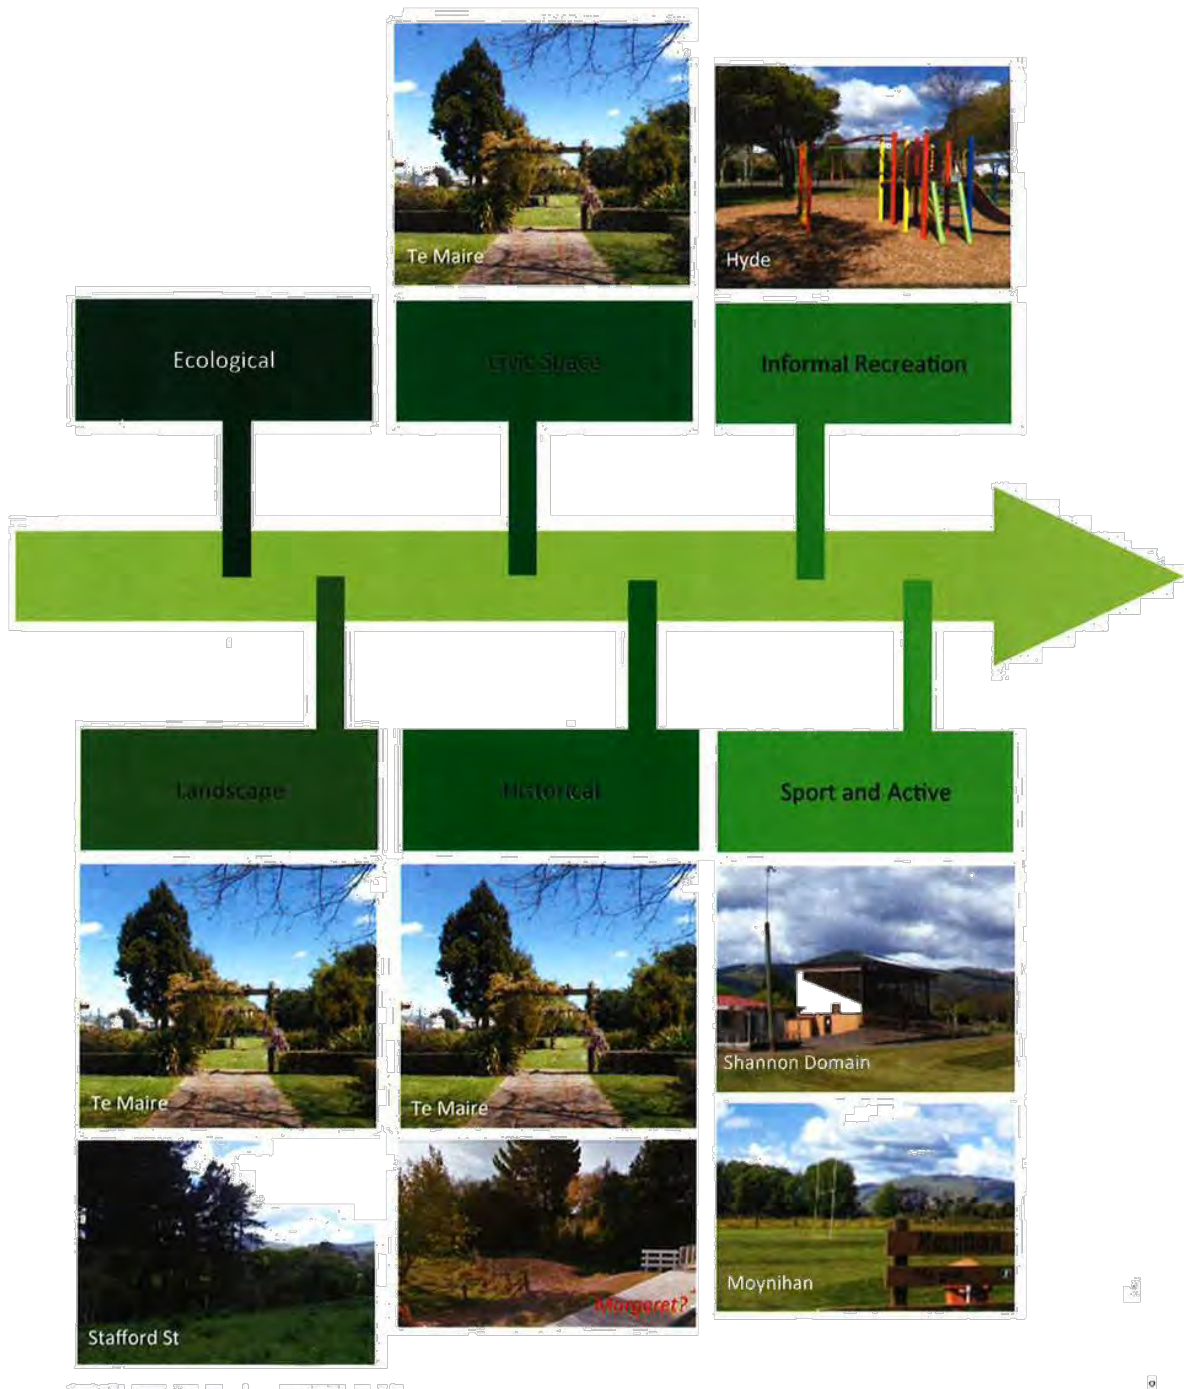 Te Maire
Hyde
Ecological
Civic Space
Informal Recreation
Landscape
Historical
Sport and Active
Te Maire
Te Maire
Shannon Domain
Stafford St
Margaret?
Moynihan